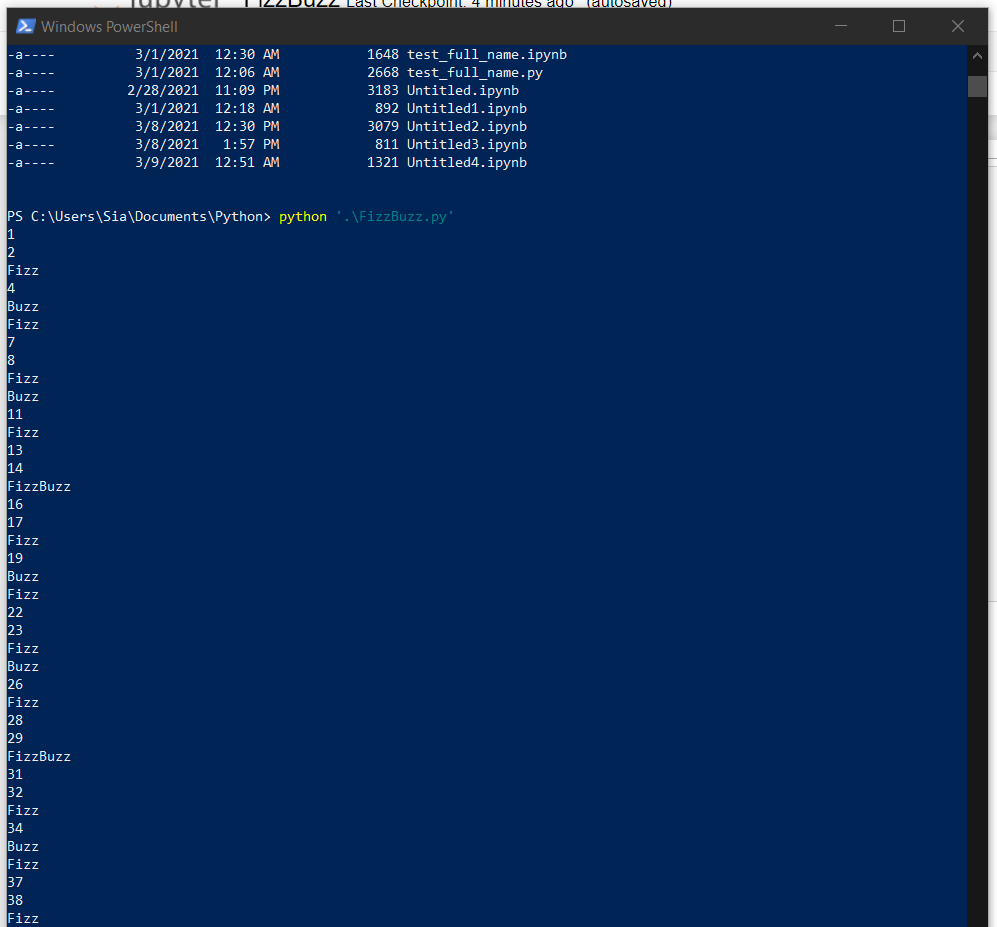 Jupyter FizzBuzz Last Checkpoint: 4 minutes ago (autosaved)
Windows PowerShell
-a---- 3/1/2021 12:30 AM 1648 test_full_name.ipynb
-a---- 3/1/2021 12:06 AM 2668 test_full_name.py
-a---- 2/28/2021 11:09 PM 3183 Untitled.ipynb
-a---- 3/1/2021 12:18 AM 892 Untitled1.ipynb
-a---- 3/8/2021 12:30 PM 3079 Untitled2.ipynb
-a---- 3/8/2021 1:57 PM 811 Untitled3.ipynb
-a---- 3/9/2021 12:51 AM 1321 Untitled4.ipynb
PS C:\Users\Sia\Documents\Python> python '.\FizzBuzz.py'
1
2
Fizz
4
Buzz
Fizz
7
8
Fizz
Buzz
11
Fizz
13
14
FizzBuzz
16
17
Fizz
19
Buzz
Fizz
22
23
Fizz
Buzz
26
Fizz
28
29
FizzBuzz
31
32
Fizz
34
Buzz
Fizz
37
38
Fizz